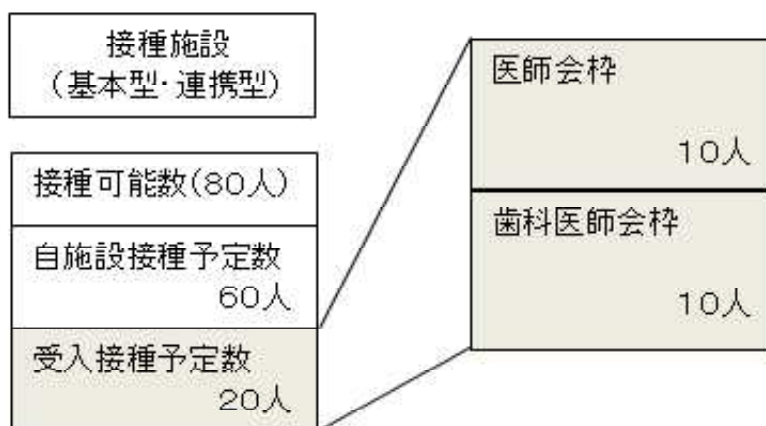 接種施設
（基本型・連携型）
接種可能数(80人)
自施設接種予定数
60人
受入接種予定数
20人
医師会枠
10人
歯科医師会枠
10人